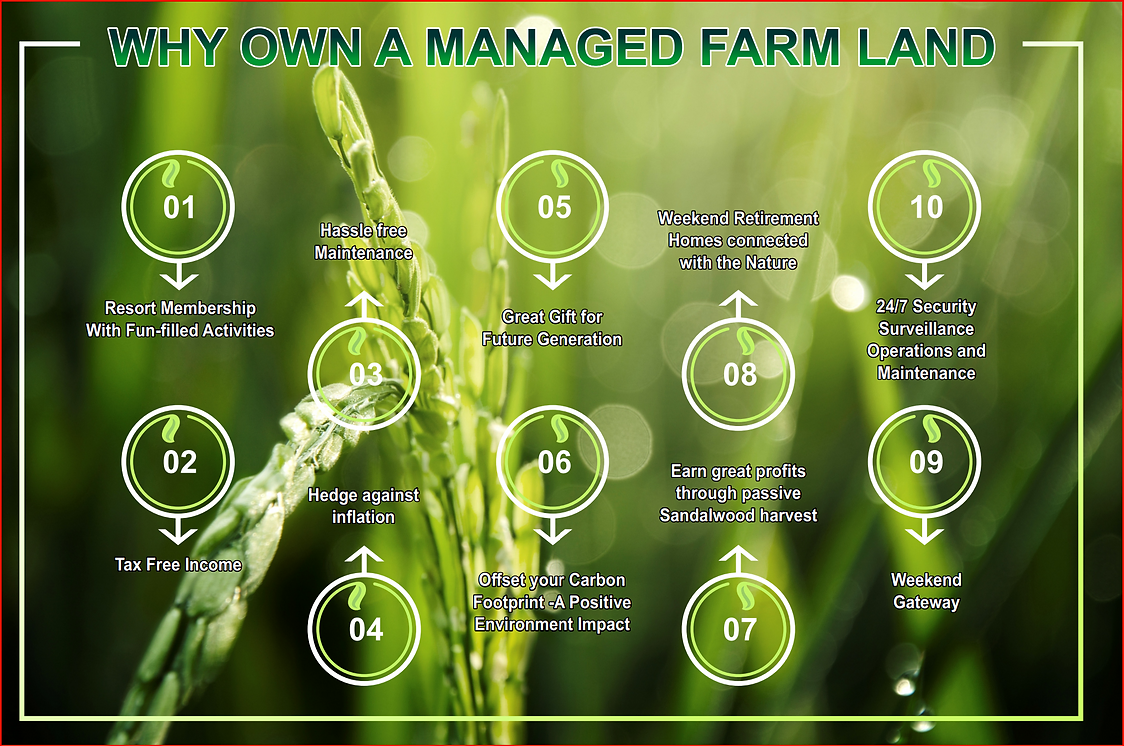 WHY OWN A MANAGED FARM LAND
01
Resort Membership
With Fun-filled Activities
02
Tax Free Income
Hassle free
Maintenance
03
Hedge against
inflation
04
05
Great Gift for
Future Generation
06
Offset your Carbon
Footprint -A Positive
Environment Impact
Weekend Retirement
Homes connected
with the Nature
08
Earn great profits
through passive
Sandalwood harvest
07
10
24/7 Security
Surveillance
Operations and
Maintenance
09
Weekend
Gateway